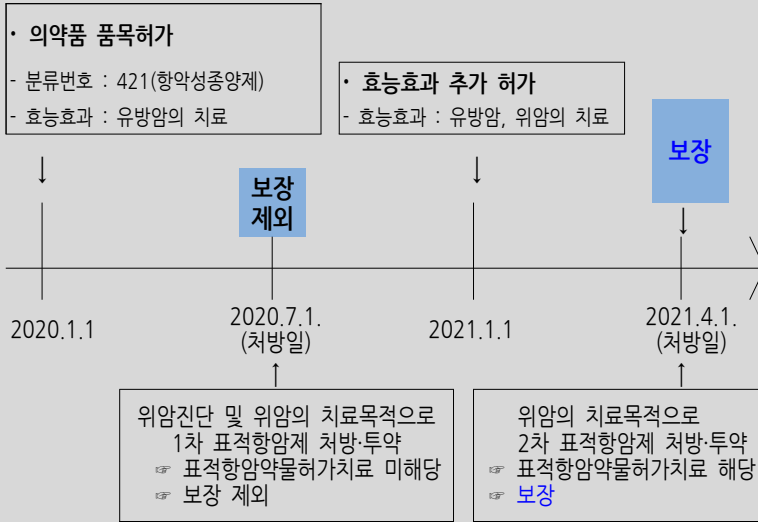 • 의약품 품목허가
- 분류번호 : 421(항악성종양제)
- 효능효과 : 유방암의 치료
• 효능효과 추가 허가
- 효능효과 : 유방암, 위암의 치료
보장
제외
보장
↓
↓
↓
2020.1.1
2020.7.1.
(처방일)
2021.1.1
2021.4.1.
(처방일)
↑
↑
위암진단 및 위암의 치료목적으로
1차 표적항암제 처방·투약
☞ 표적항암약물허가치료 미해당
☞ 보장 제외
위암의 치료목적으로
2차 표적항암제 처방·투약
☞ 표적항암약물허가치료 해당
☞ 보장